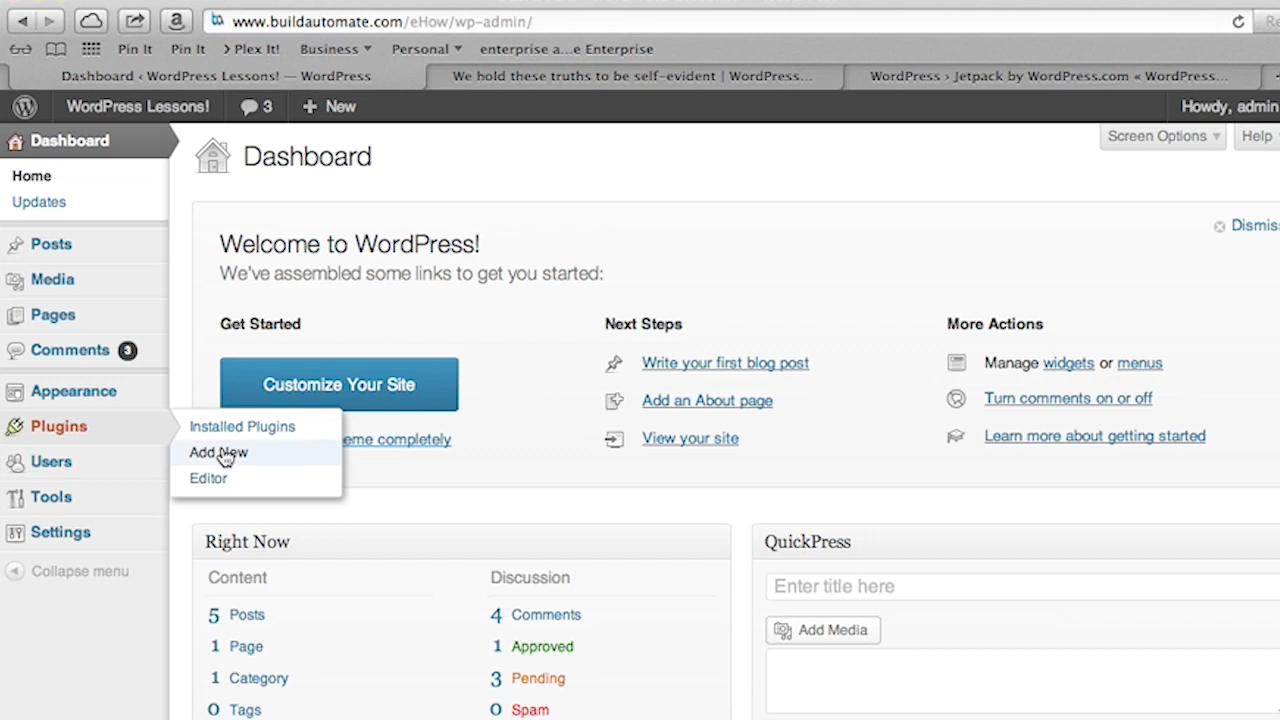 www.buildautomate.com/eHow/wp-admin/
Pin It Pin It > Plex It! Business Personal enterprise a...e Enterprise
Dashboard ‹ WordPress Lessons! — WordPress We hold these truths to be self-evident | WordPress... WordPress › Jetpack by WordPress.com « WordPress...
WordPress Lessons! 3 + New Howdy, admin
Dashboard
Home
Updates
Posts
Media
Pages
Comments 3
Appearance
Plugins
Users
Tools
Settings
Collapse menu
Installed Plugins
Add New
Editor
Screen Options Help
Dashboard
Dismiss
Welcome to WordPress!
We've assembled some links to get you started:
Get Started
Customize Your Site
eme completely
Next Steps
Write your first blog post
Add an About page
View your site
More Actions
Manage widgets or menus
Turn comments on or off
Learn more about getting started
Right Now
Content
5 Posts
1 Page
1 Category
0 Tags
Discussion
4 Comments
1 Approved
3 Pending
0 Spam
QuickPress
Enter title here
Add Media